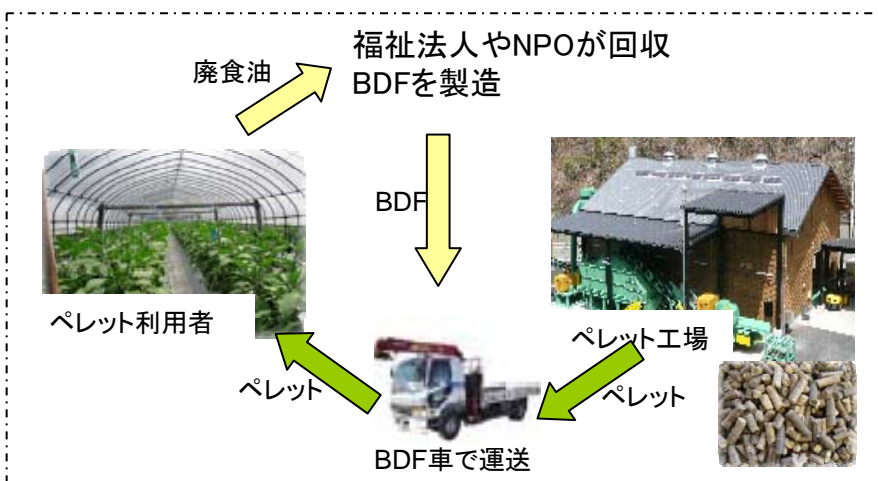 福祉法人やNPOが回収
BDFを製造
廃食油
BDF
ペレット利用者
ペレット工場
ペレット
ペレット
BDF車で運送